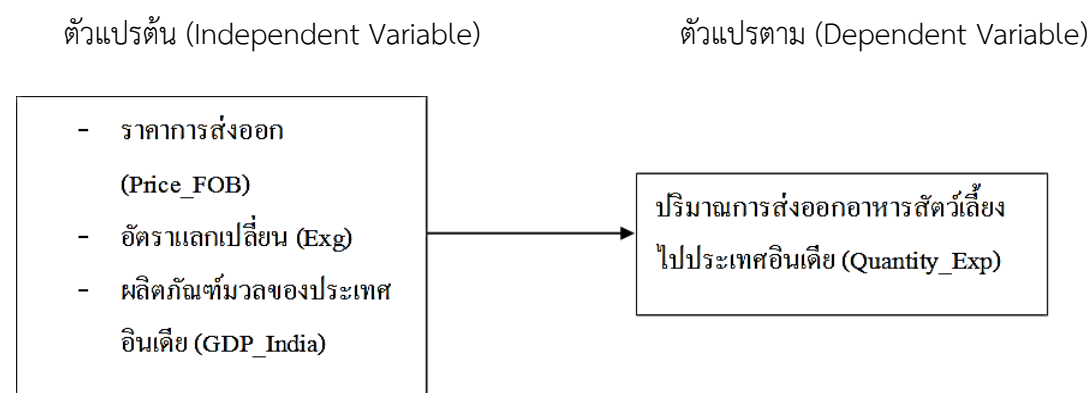 ตัวแปรต้น (Independent Variable)
ตัวแปรตาม (Dependent Variable)
- ราคาการส่งออก
(Price_FOB)
- อัตราแลกเปลี่ยน (Exg)
- ผลิตภัณฑ์มวลของประเทศ
อินเดีย (GDP_India)
ปริมาณการส่งออกอาหารสัตว์เลี้ยง
ไปประเทศอินเดีย (Quantity_Exp)